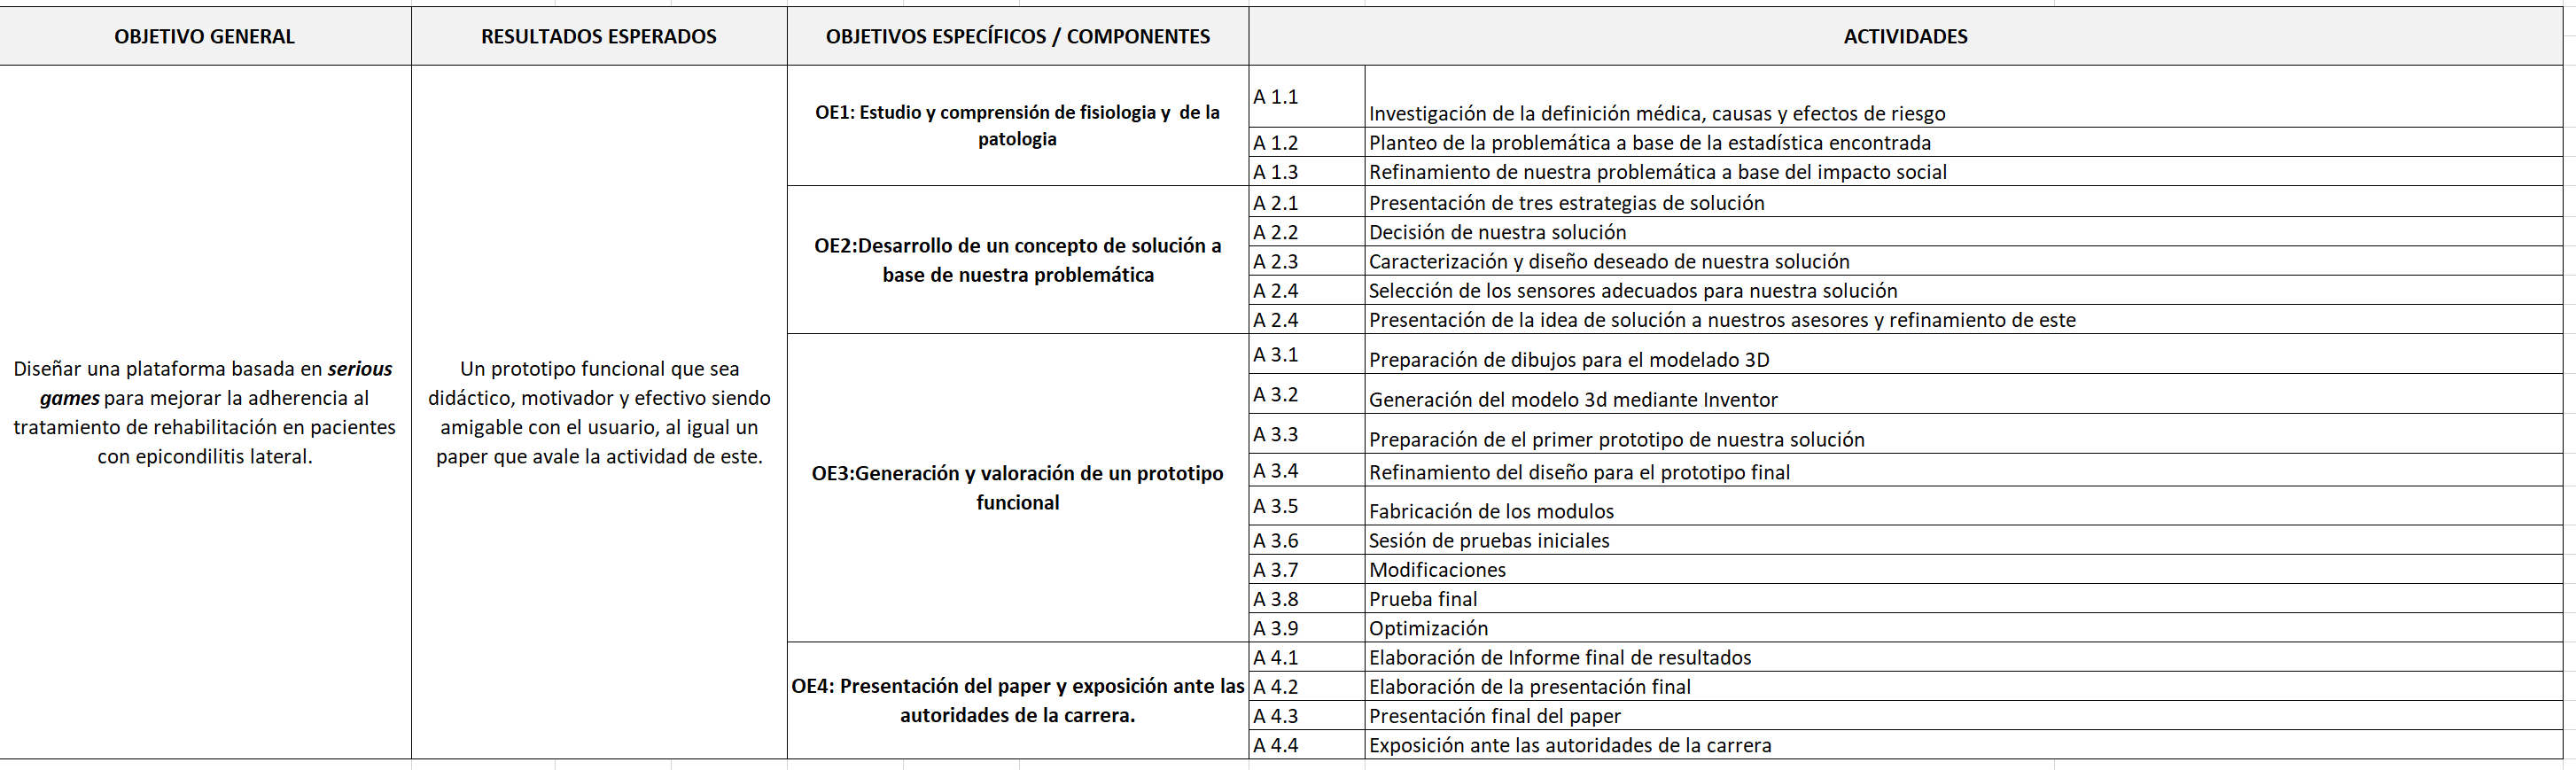 OBJETIVO GENERAL
RESULTADOS ESPERADOS
OBJETIVOS ESPECÍFICOS / COMPONENTES
ACTIVIDADES
Diseñar una plataforma basada en serious
games para mejorar la adherencia al
tratamiento de rehabilitación en pacientes
con epicondilitis lateral.
Un prototipo funcional que sea
didáctico, motivador y efectivo siendo
amigable con el usuario, al igual un
paper que avale la actividad de este.
OE1: Estudio y comprensión de fisiologia y  de la
patologia
A 1.1 Investigación de la definición médica, causas y efectos de riesgo
A 1.2 Planteo de la problemática a base de la estadística encontrada
A 1.3 Refinamiento de nuestra problemática a base del impacto social
OE2:Desarrollo de un concepto de solución a
base de nuestra problemática
A 2.1 Presentación de tres estrategias de solución
A 2.2 Decisión de nuestra solución
A 2.3 Caracterización y diseño deseado de nuestra solución
A 2.4 Selección de los sensores adecuados para nuestra solución
A 2.4 Presentación de la idea de solución a nuestros asesores y refinamiento de este
OE3:Generación y valoración de un prototipo
funcional
A 3.1 Preparación de dibujos para el modelado 3D
A 3.2 Generación del modelo 3d mediante Inventor
A 3.3 Preparación de el primer prototipo de nuestra solución
A 3.4 Refinamiento del diseño para el prototipo final
A 3.5 Fabricación de los modulos
A 3.6 Sesión de pruebas iniciales
A 3.7 Modificaciones
A 3.8 Prueba final
A 3.9 Optimización
OE4: Presentación del paper y exposición ante las
autoridades de la carrera.
A 4.1 Elaboración de Informe final de resultados
A 4.2 Elaboración de la presentación final
A 4.3 Presentación final del paper
A 4.4 Exposición ante las autoridades de la carrera